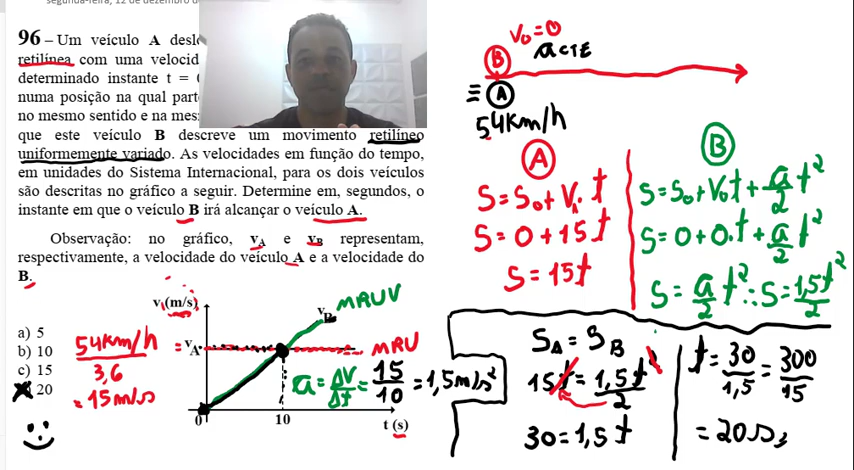 segunda-feira, 12 de dezembro d
96 – Um veículo A
retilínea com uma velocid
determinado instante t =
numa posição na qual part
no mesmo sentido e na
que este veículo B descreve um movimento retilíneo
uniformemente variado. As velocidades em função do tempo,
em unidades do Sistema Internacional, para os dois veículos
são descritas no gráfico a seguir. Determine em, segundos, o
instante em que o veículo B irá alcançar o veículo A.
Observação: no gráfico, vA e vB representam,
respectivamente, a velocidade do veículo A e a velocidade do
B.
a) 5
b) 10
c) 15
20
54km/h
3,6
= 15m/s
v (m/s)
= vA
vB
MRUV
MRU
a = ΔV/Δt = 15/10 = 1,5m/s²
0
10
t (s)
V0=0
B
a CTE
≡ A
54km/h
A
S=S0+V.t
S=0+15t
S=15t
B
S=S0+V0t+a/2 t²
S=0+0.t+a/2 t²
S=a/2 t² ∴ S=1,5t²/2
SA = SB
15t = 1,5t²/2
30=1,5t
t=30/1,5=300/15
=20s